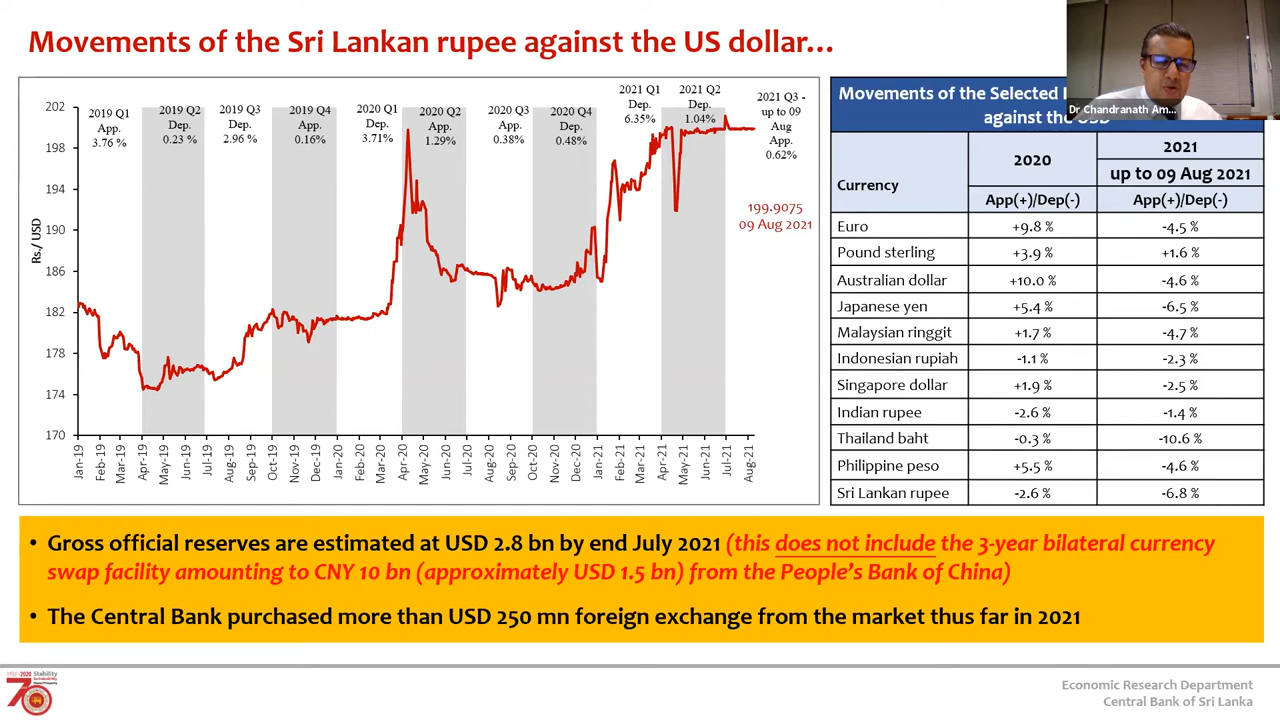 Movements of the Sri Lankan rupee against the US dollar…
Dr Chandranath Am...
Rs./ USD
202
198
194
190
186
182
178
174
170
2019 Q1
App.
3.76 %
2019 Q2
Dep.
0.23 %
2019 Q3
Dep.
2.96 %
2019 Q4
App.
0.16%
2020 Q1
Dep.
3.71%
2020 Q2
App.
1.29%
2020 Q3
App.
0.38%
2020 Q4
Dep.
0.48%
2021 Q1
Dep.
6.35%
2021 Q2
Dep.
1.04%
2021 Q3 -
up to 09
Aug
App.
0.62%
199.9075
09 Aug 2021
Jan-19
Feb-19
Mar-19
Apr-19
May-19
Jun-19
Jul-19
Aug-19
Sep-19
Oct-19
Nov-19
Dec-19
Jan-20
Feb-20
Mar-20
Apr-20
May-20
Jun-20
Jul-20
Aug-20
Sep-20
Oct-20
Nov-20
Dec-20
Jan-21
Feb-21
Mar-21
Apr-21
May-21
Jun-21
Jul-21
Aug-21
Movements of the Selected
against the USD
Currency 2020 2021
up to 09 Aug 2021
App(+)/Dep(-) App(+)/Dep(-)
Euro +9.8 % -4.5 %
Pound sterling +3.9 % +1.6 %
Australian dollar +10.0 % -4.6 %
Japanese yen +5.4 % -6.5 %
Malaysian ringgit +1.7 % -4.7 %
Indonesian rupiah -1.1 % -2.3 %
Singapore dollar +1.9 % -2.5 %
Indian rupee -2.6 % -1.4 %
Thailand baht -0.3 % -10.6 %
Philippine peso +5.5 % -4.6 %
Sri Lankan rupee -2.6 % -6.8 %
• Gross official reserves are estimated at USD 2.8 bn by end July 2021 (this does not include the 3-year bilateral currency
swap facility amounting to CNY 10 bn (approximately USD 1.5 bn) from the People's Bank of China)
• The Central Bank purchased more than USD 250 mn foreign exchange from the market thus far in 2021
70
Stability
Economic Research Department
Central Bank of Sri Lanka